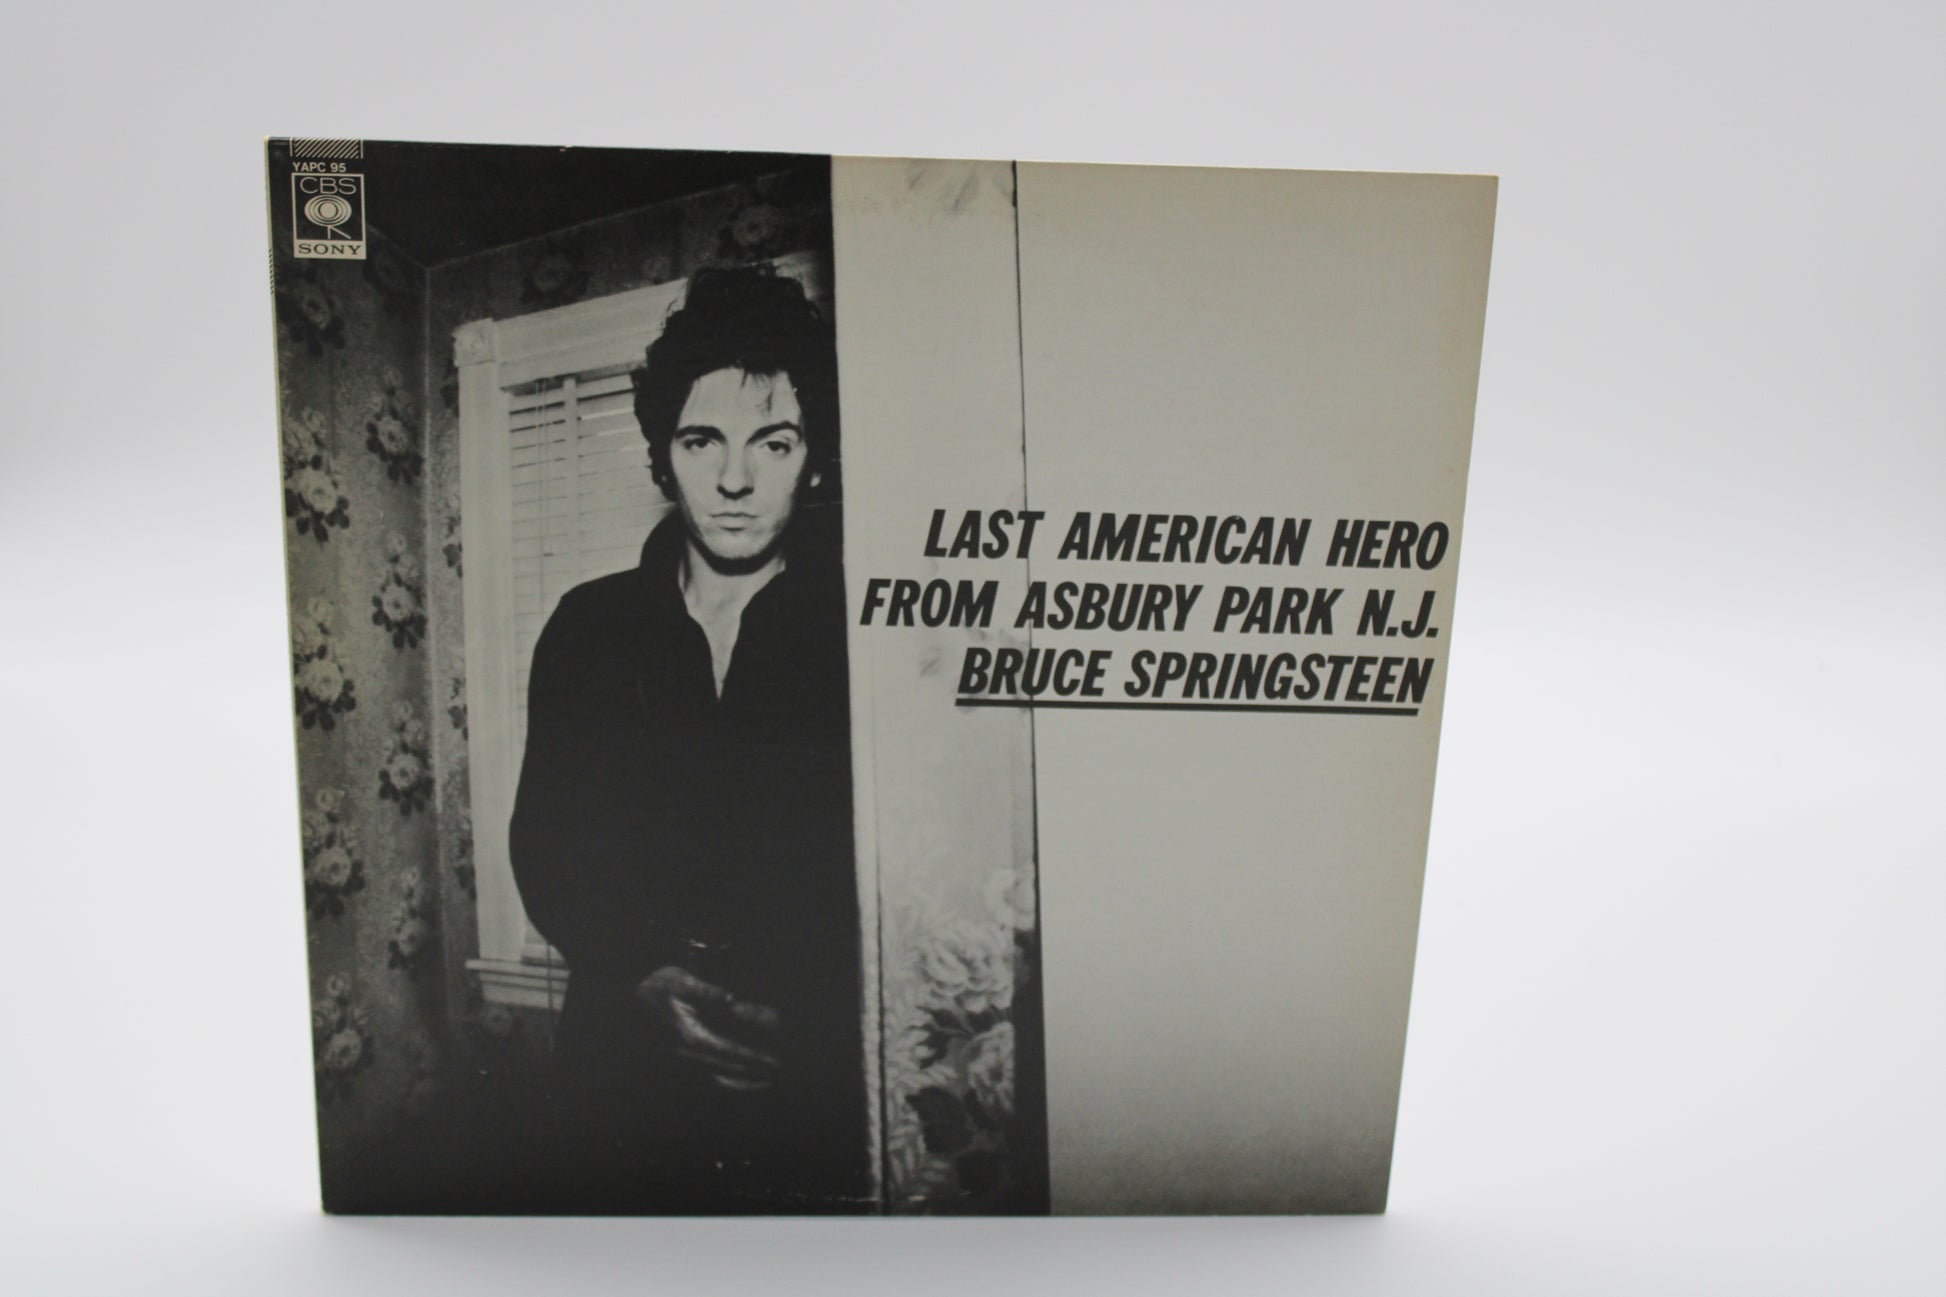 YAPC 95
CBS
SONY
LAST AMERICAN HERO
FROM ASBURY PARK N.J.
BRUCE SPRINGSTEEN